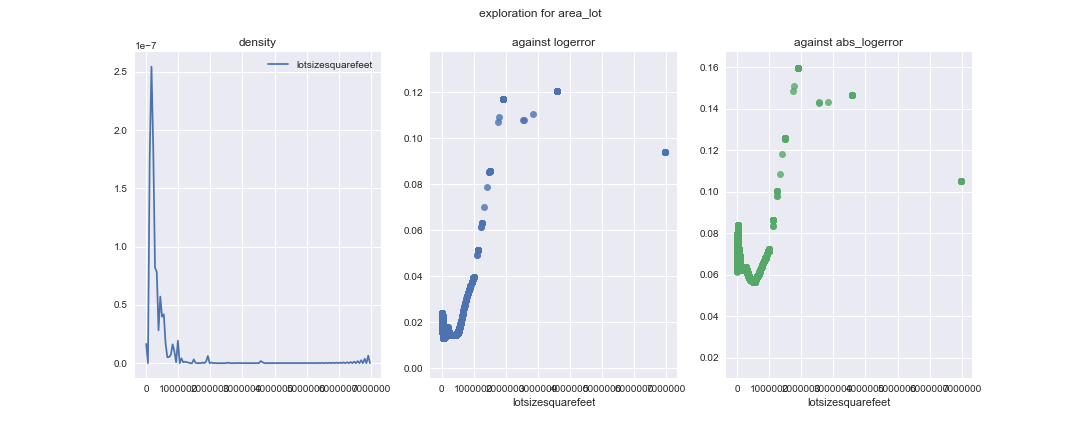 exploration for area_lot
density
1e−7
lotsizesquarefeet
2.5
2.0
1.5
1.0
0.5
0.0
0 1000000 2000000 3000000 4000000 5000000 6000000 7000000
against logerror
0.12
0.10
0.08
0.06
0.04
0.02
0.00
0 1000000 2000000 3000000 4000000 5000000 6000000 7000000
lotsizesquarefeet
against abs_logerror
0.16
0.14
0.12
0.10
0.08
0.06
0.04
0.02
0 1000000 2000000 3000000 4000000 5000000 6000000 7000000
lotsizesquarefeet